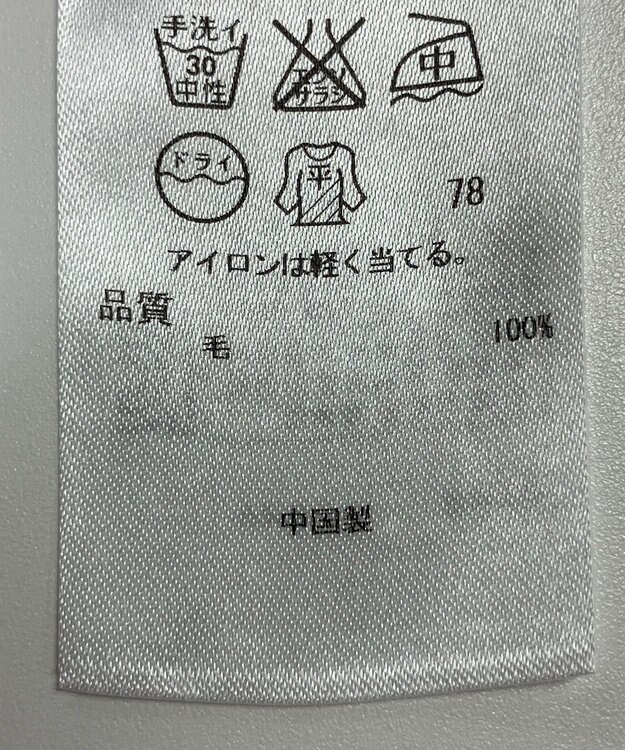 手洗イ
30
中性
エンソ
サラシ
中
ドライ
平
78
アイロンは軽く当てる。
品質
毛 100%
中国製